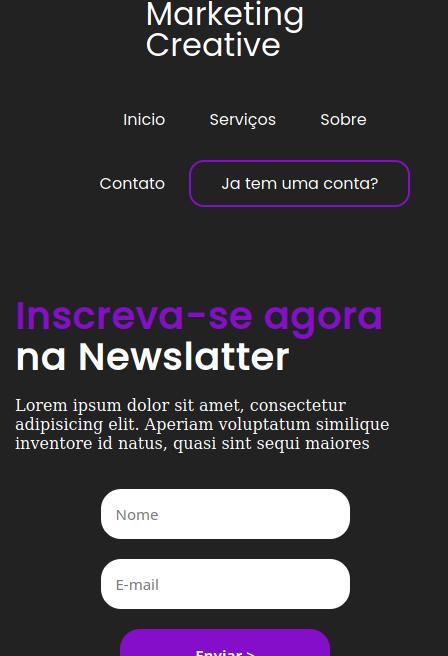 Marketing
Creative
Inicio Serviços Sobre
Contato Ja tem uma conta?
Inscreva-se agora
na Newslatter
Lorem ipsum dolor sit amet, consectetur
adipisicing elit. Aperiam voluptatum similique
inventore id natus, quasi sint sequi maiores
Nome
E-mail
Enviar >